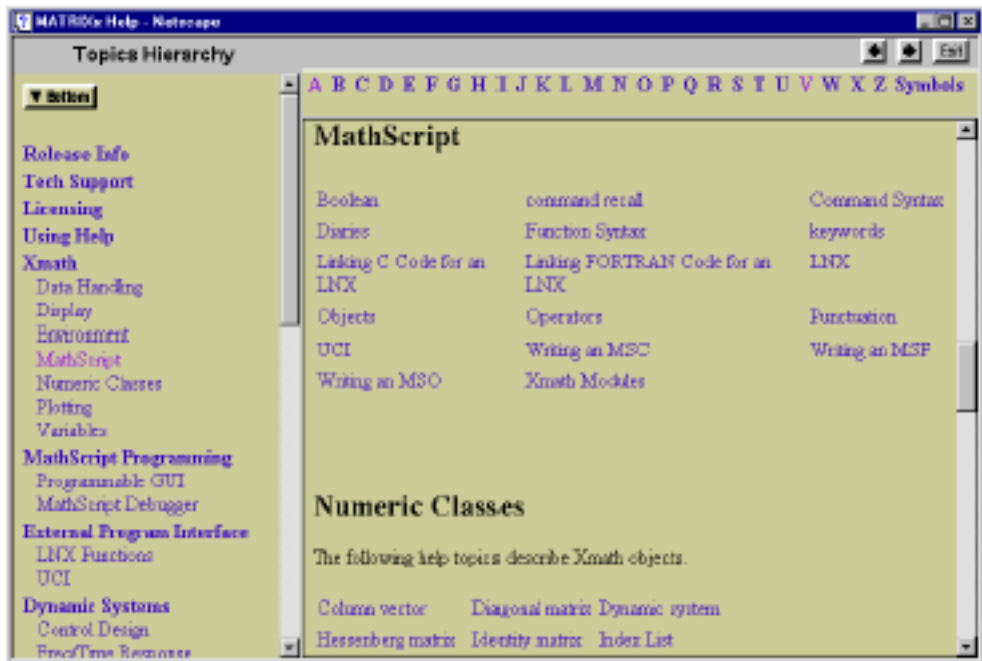 MATRIXx Help - Netscape
Topics Hierarchy
Exit
▼ Bottom
Release Info
Tech Support
Licensing
Using Help
Xmath
Data Handling
Display
Environment
MathScript
Numeric Classes
Plotting
Variables
MathScript Programming
Programmable GUI
MathScript Debugger
External Program Interface
LNX Functions
UCI
Dynamic Systems
Control Design
Freq/Time Response
A B C D E F G H I J K L M N O P Q R S T U V W X Z Symbols
MathScript
Boolean command recall Command Syntax
Diaries Function Syntax keywords
Linking C Code for an Linking FORTRAN Code for an LNX
LNX LNX
Objects Operators Punctuation
UCI Writing an MSC Writing an MSF
Writing an MSO Xmath Modules
Numeric Classes
The following help topics describe Xmath objects.
Column vector Diagonal matrix Dynamic system
Hessenberg matrix Identity matrix Index List